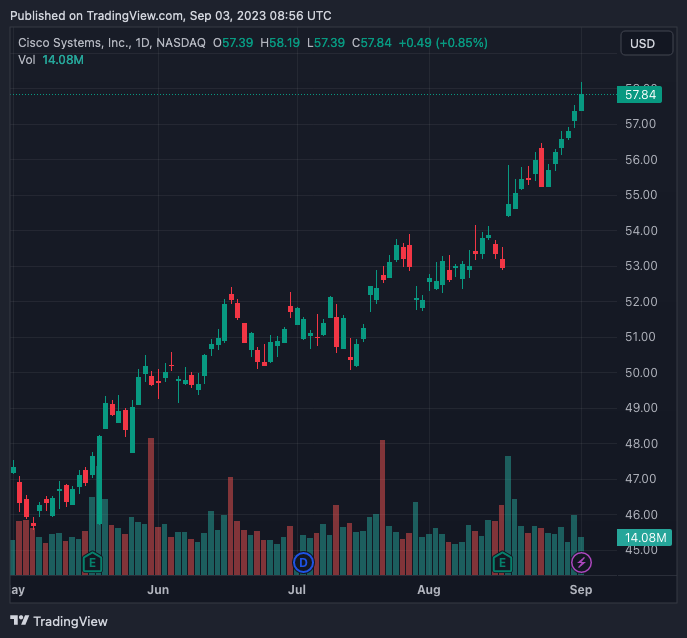 Published on TradingView.com, Sep 03, 2023 08:56 UTC
Cisco Systems, Inc., 1D, NASDAQ O57.39 H58.19 L57.39 C57.84 +0.49 (+0.85%)
USD
Vol 14.08M
57.84
57.00
56.00
55.00
54.00
53.00
52.00
51.00
50.00
49.00
48.00
47.00
46.00
14.08M
45.00
E
D
E
ay Jun Jul Aug Sep
TradingView